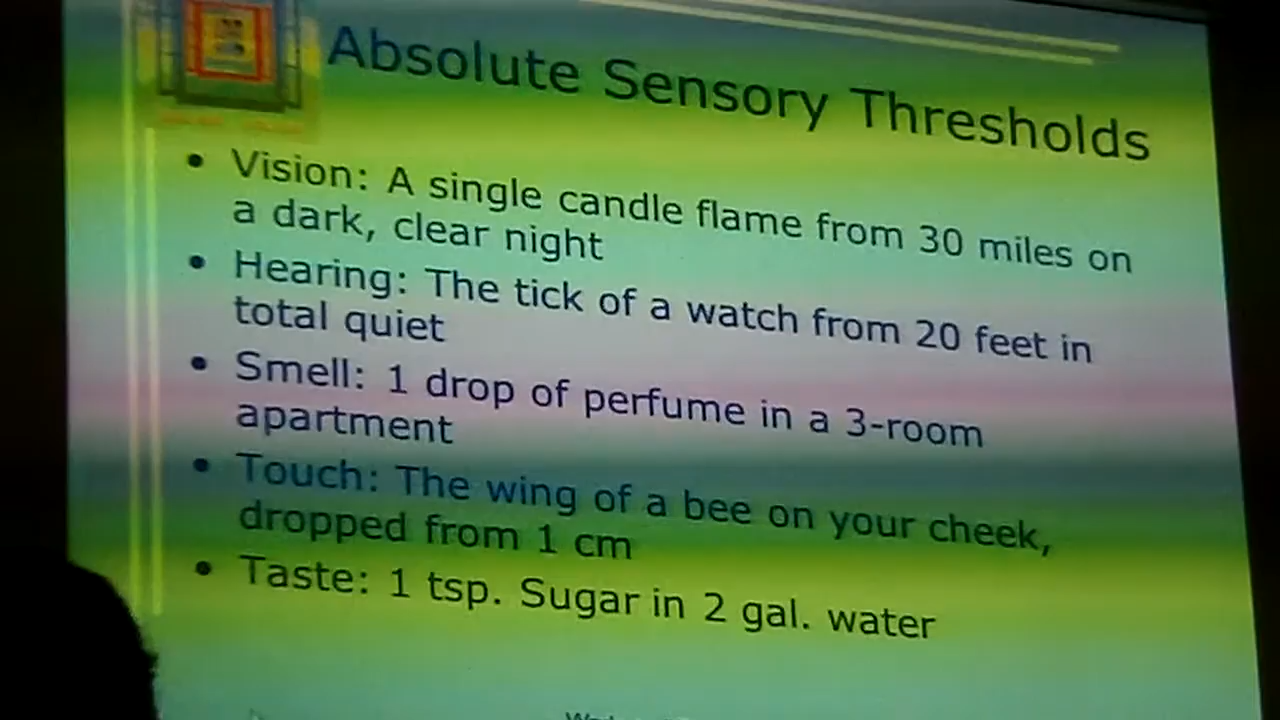 Absolute Sensory Thresholds
• Vision: A single candle flame from 30 miles on
a dark, clear night
• Hearing: The tick of a watch from 20 feet in
total quiet
• Smell: 1 drop of perfume in a 3-room
apartment
• Touch: The wing of a bee on your cheek,
dropped from 1 cm
• Taste: 1 tsp. Sugar in 2 gal. water